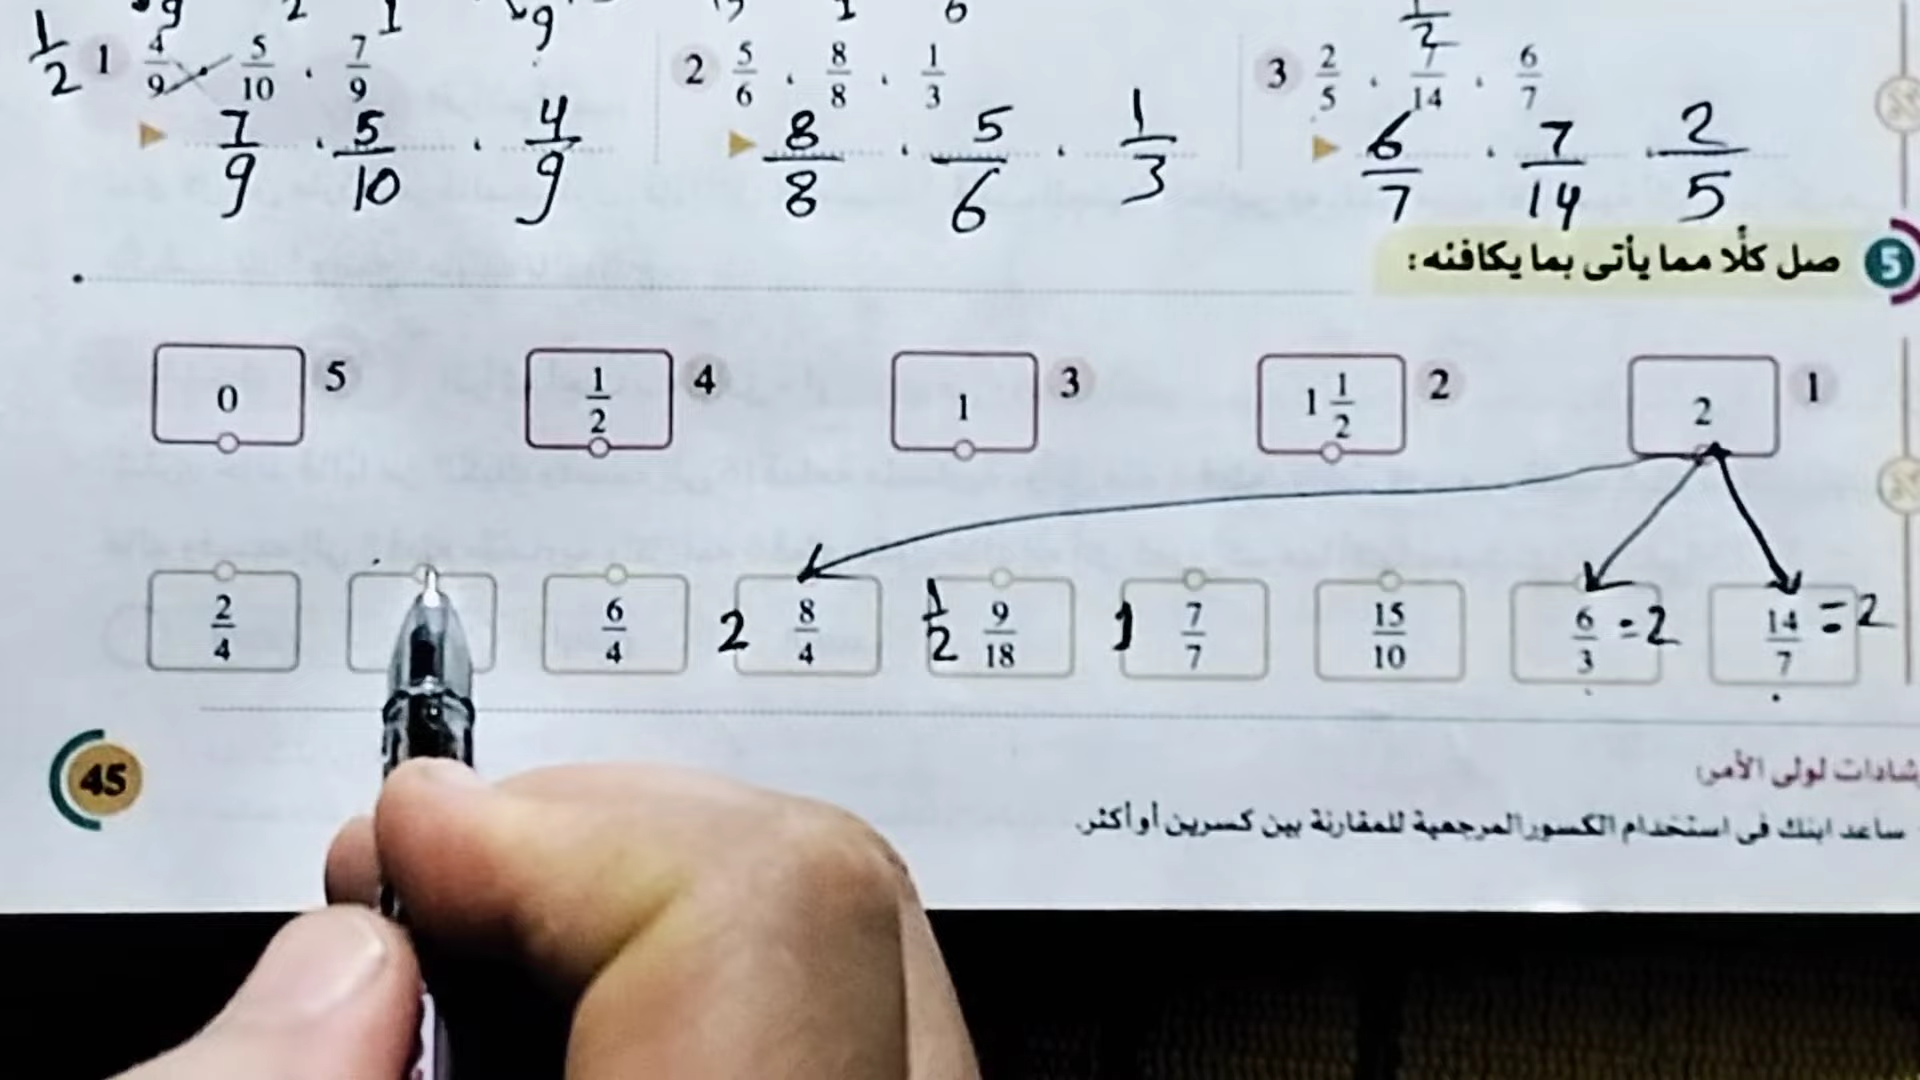 1/2 1 4/9 . 5/10 . 7/9 2 5/6 . 8/8 . 1/3 3 2/5 . 7/14 . 6/7
7/9 . 5/10 . 4/9 8/8 . 5/6 . 1/3 6/7 . 7/14 . 2/5
5 صل كلًّا مما يأتى بما يكافئه:
0 5 1/2 4 1 3 1 1/2 2 2 1
2/4 6/4 2 8/4 1/2 9/18 1 7/7 15/10 6/3 =2 14/7 =2
45
لولى الأمر
ساعد ابنك فى استخدام الكسور المرجعية للمقارنة بين كسرين أو أكثر.